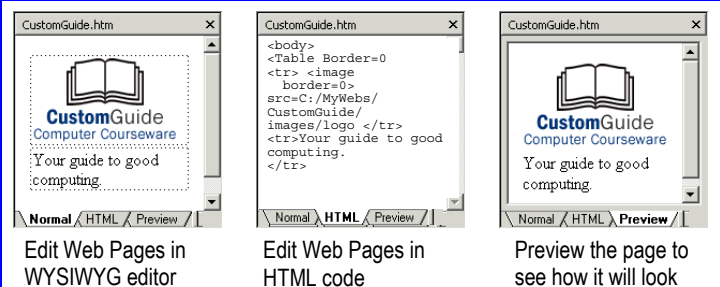 CustomGuide.htm
CustomGuide
Computer Courseware
Your guide to good
computing.
Normal HTML Preview
Edit Web Pages in
WYSIWYG editor
CustomGuide.htm
<body>
<Table Border=0
<tr> <image
border=0>
src=C:/MyWebs/
CustomGuide/
images/logo </tr>
<tr>Your guide to good
computing.
</tr>
Normal HTML Preview
Edit Web Pages in
HTML code
CustomGuide.htm
CustomGuide
Computer Courseware
Your guide to good
computing.
Normal HTML Preview
Preview the page to
see how it will look